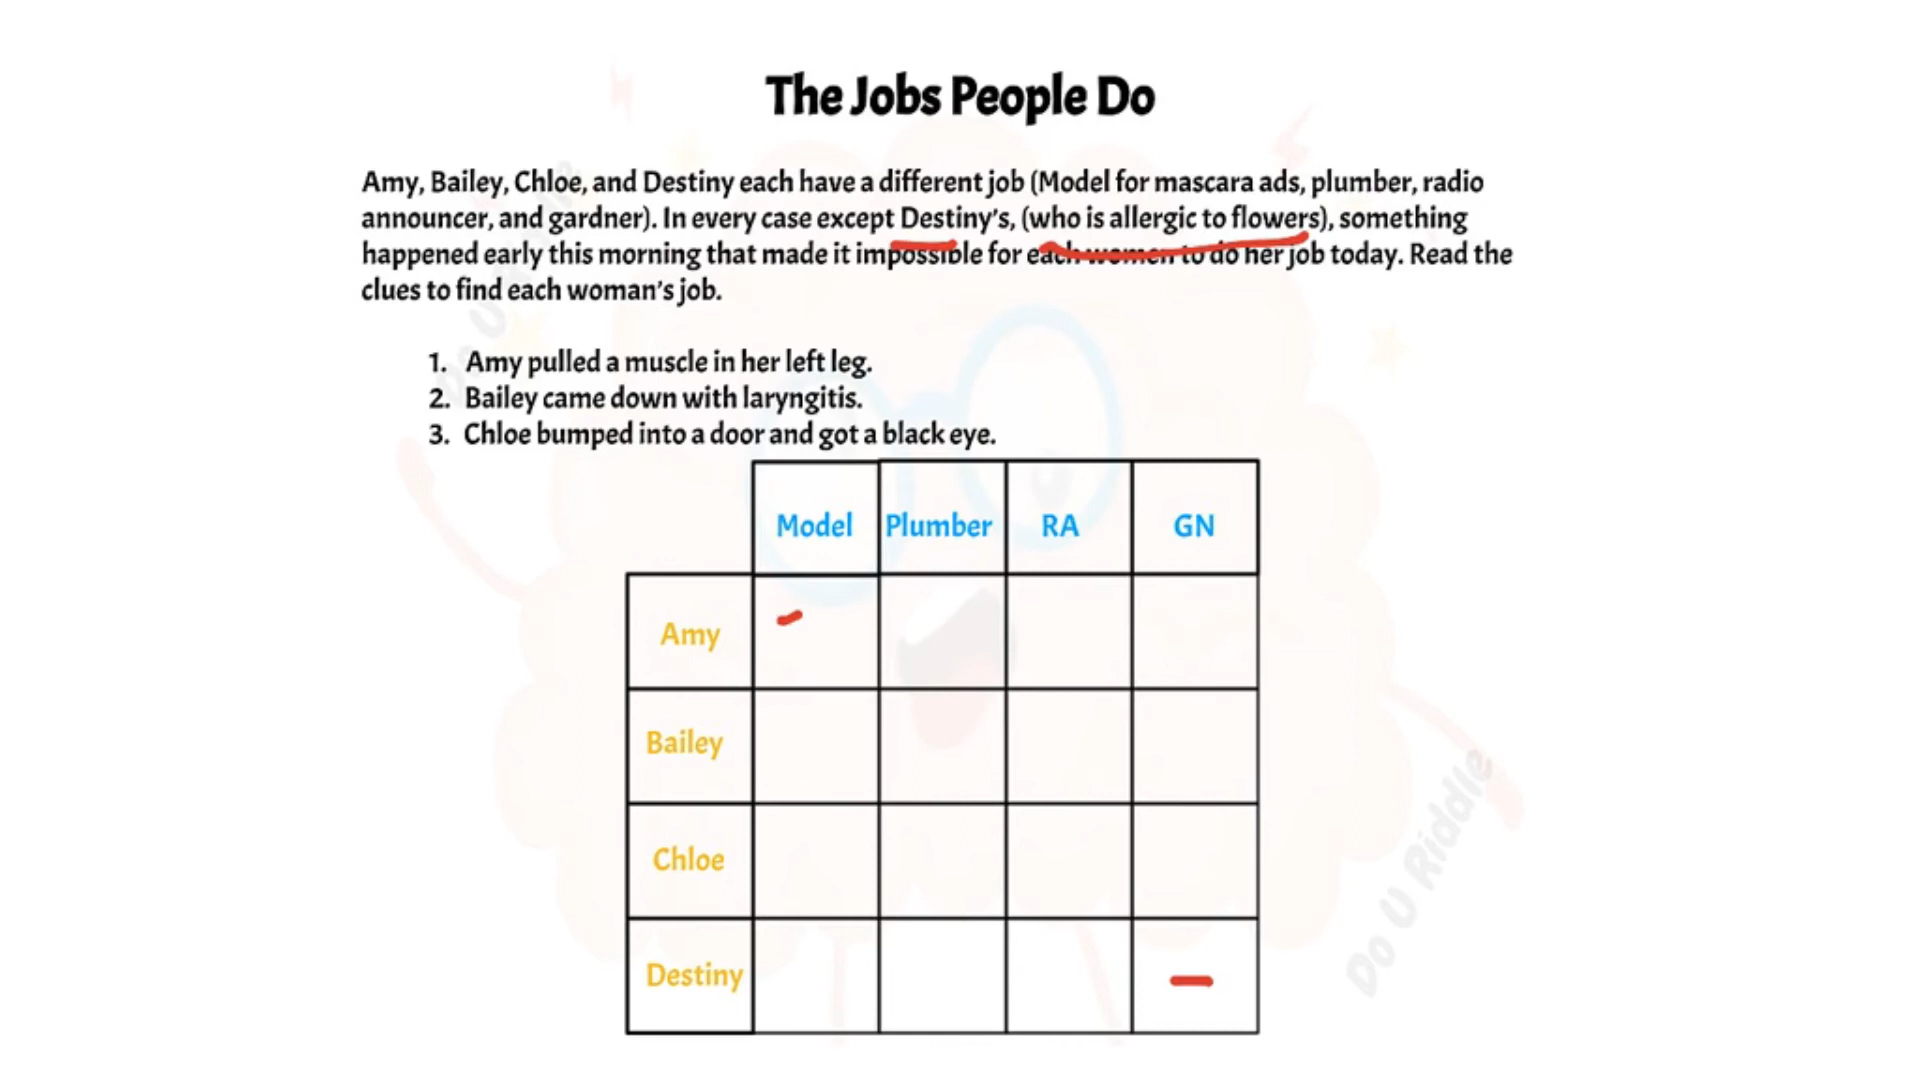 The Jobs People Do
Amy, Bailey, Chloe, and Destiny each have a different job (Model for mascara ads, plumber, radio
announcer, and gardner). In every case except Destiny's, (who is allergic to flowers), something
happened early this morning that made it impossible for each women to do her job today. Read the
clues to find each woman's job.
1. Amy pulled a muscle in her left leg.
2. Bailey came down with laryngitis.
3. Chloe bumped into a door and got a black eye.
Model Plumber RA GN
Amy
Bailey
Chloe
Destiny
Do U Riddle